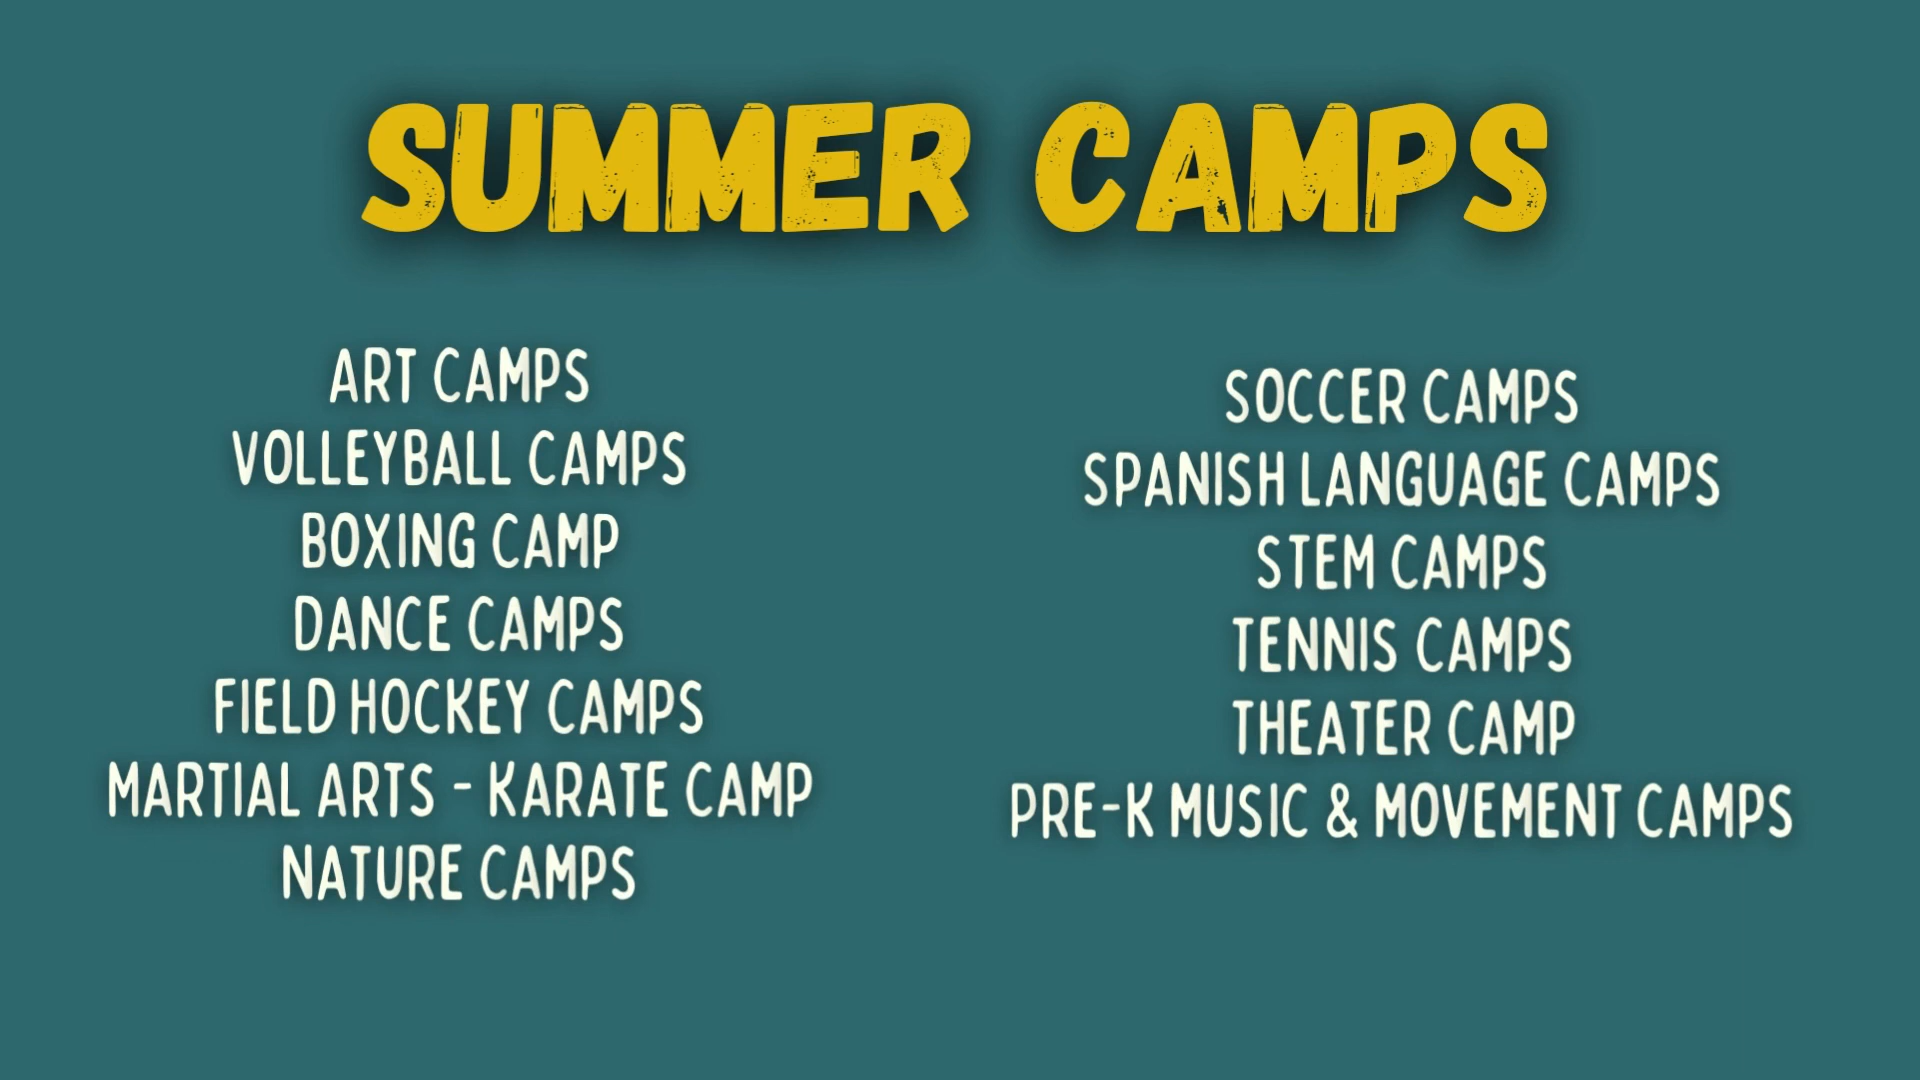 SUMMER CAMPS
ART CAMPS
VOLLEYBALL CAMPS
BOXING CAMP
DANCE CAMPS
FIELD HOCKEY CAMPS
MARTIAL ARTS - KARATE CAMP
NATURE CAMPS
SOCCER CAMPS
SPANISH LANGUAGE CAMPS
STEM CAMPS
TENNIS CAMPS
THEATER CAMP
PRE-K MUSIC & MOVEMENT CAMPS